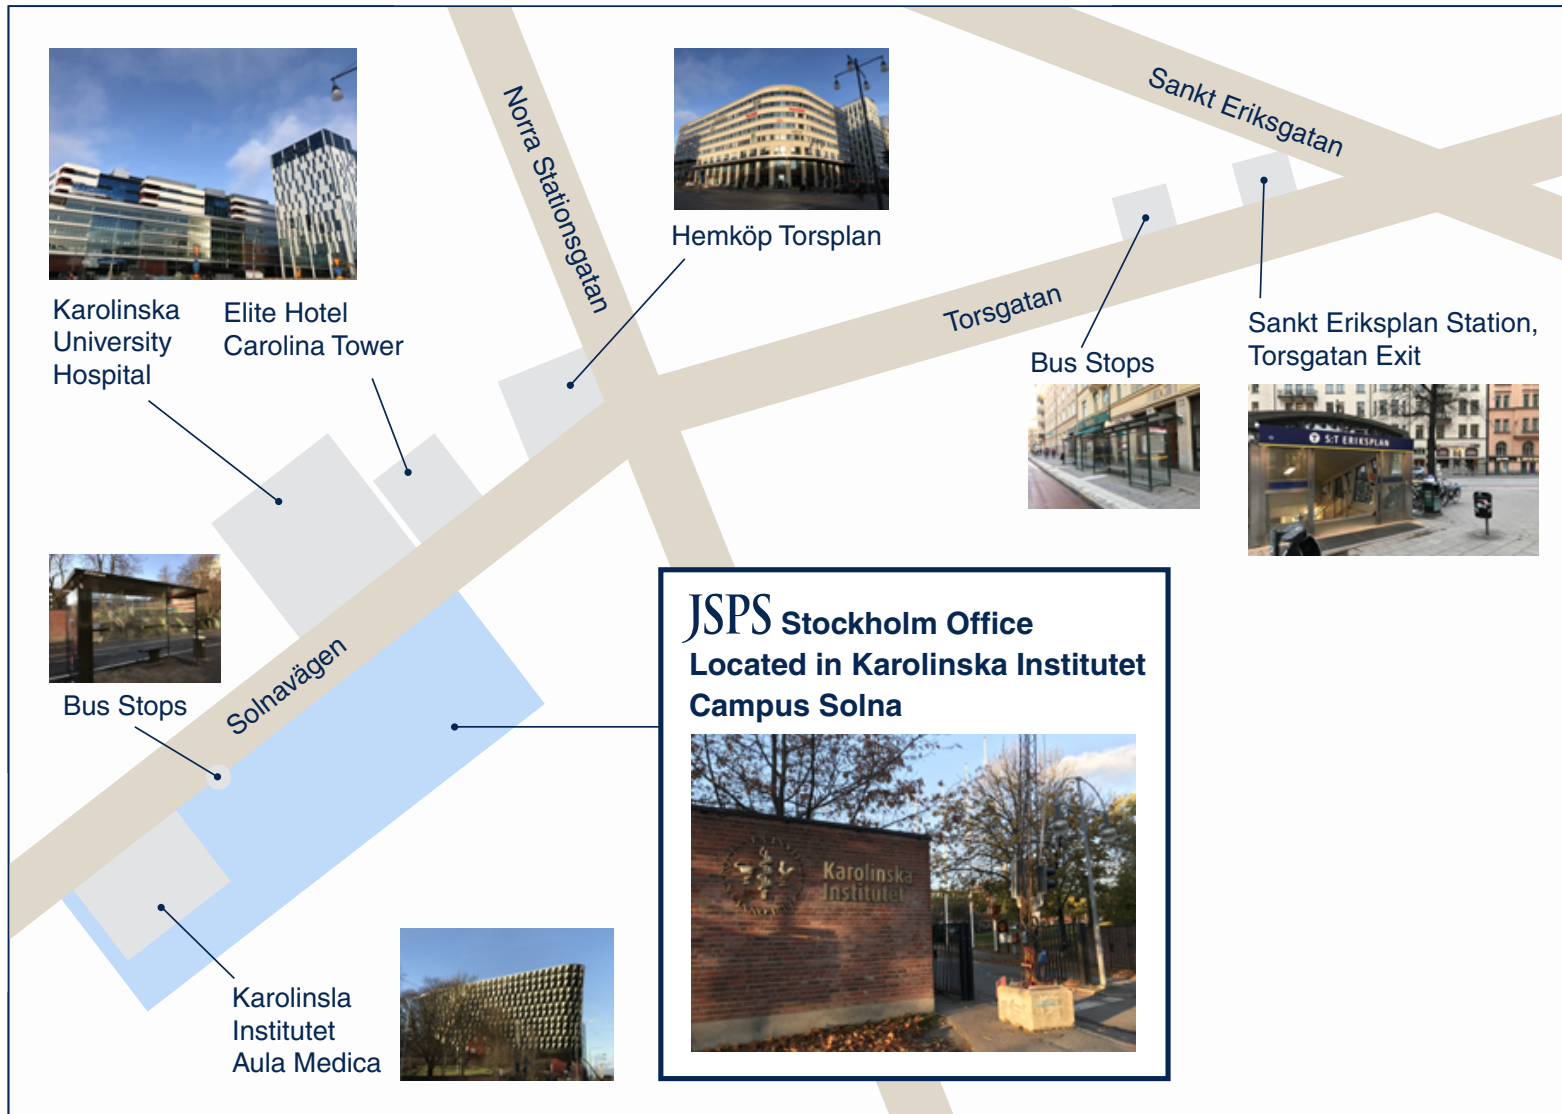 Sankt Eriksgatan
Norra Stationsgatan
Hemköp Torsplan
Torsgatan
Karolinska
University
Hospital
Elite Hotel
Carolina Tower
Bus Stops
Sankt Eriksplan Station,
Torsgatan Exit
S:T ERIKSPLAN
Solnavägen
Bus Stops
JSPS Stockholm Office
Located in Karolinska Institutet
Campus Solna
Karolinska
Institutet
Karolinsla
Institutet
Aula Medica